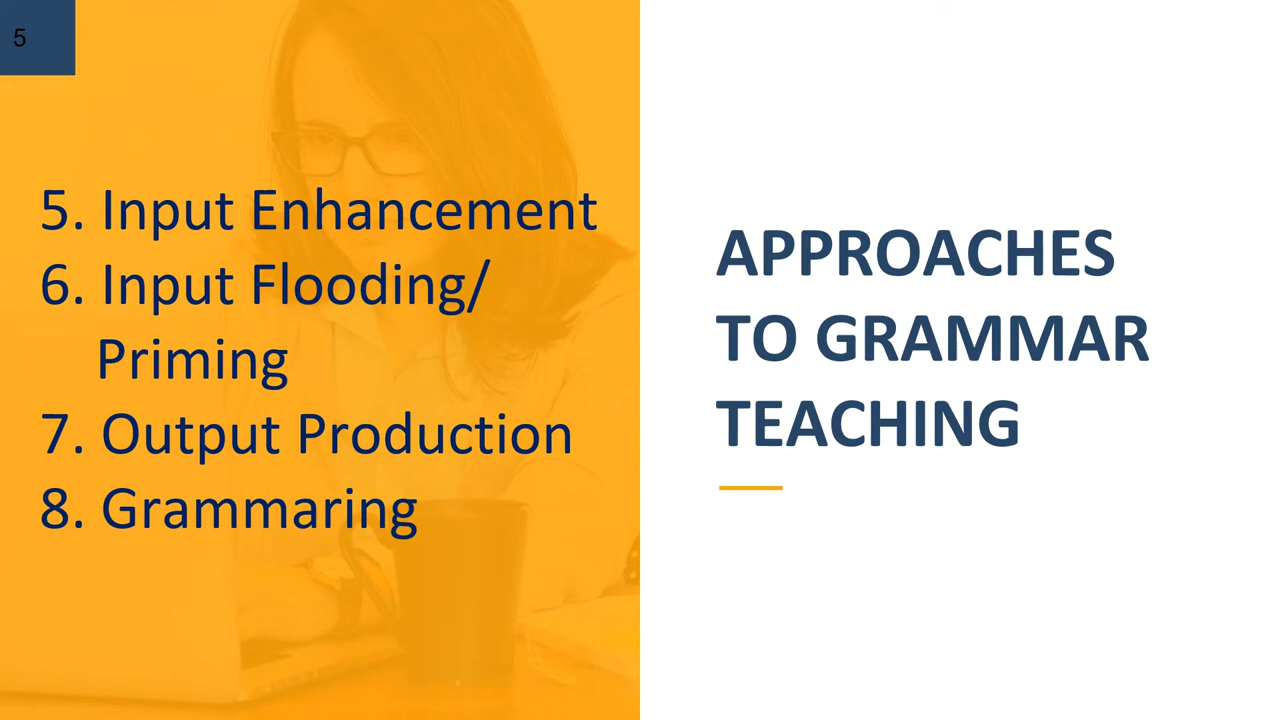 5
5. Input Enhancement
6. Input Flooding/
Priming
7. Output Production
8. Grammaring
APPROACHES
TO GRAMMAR
TEACHING